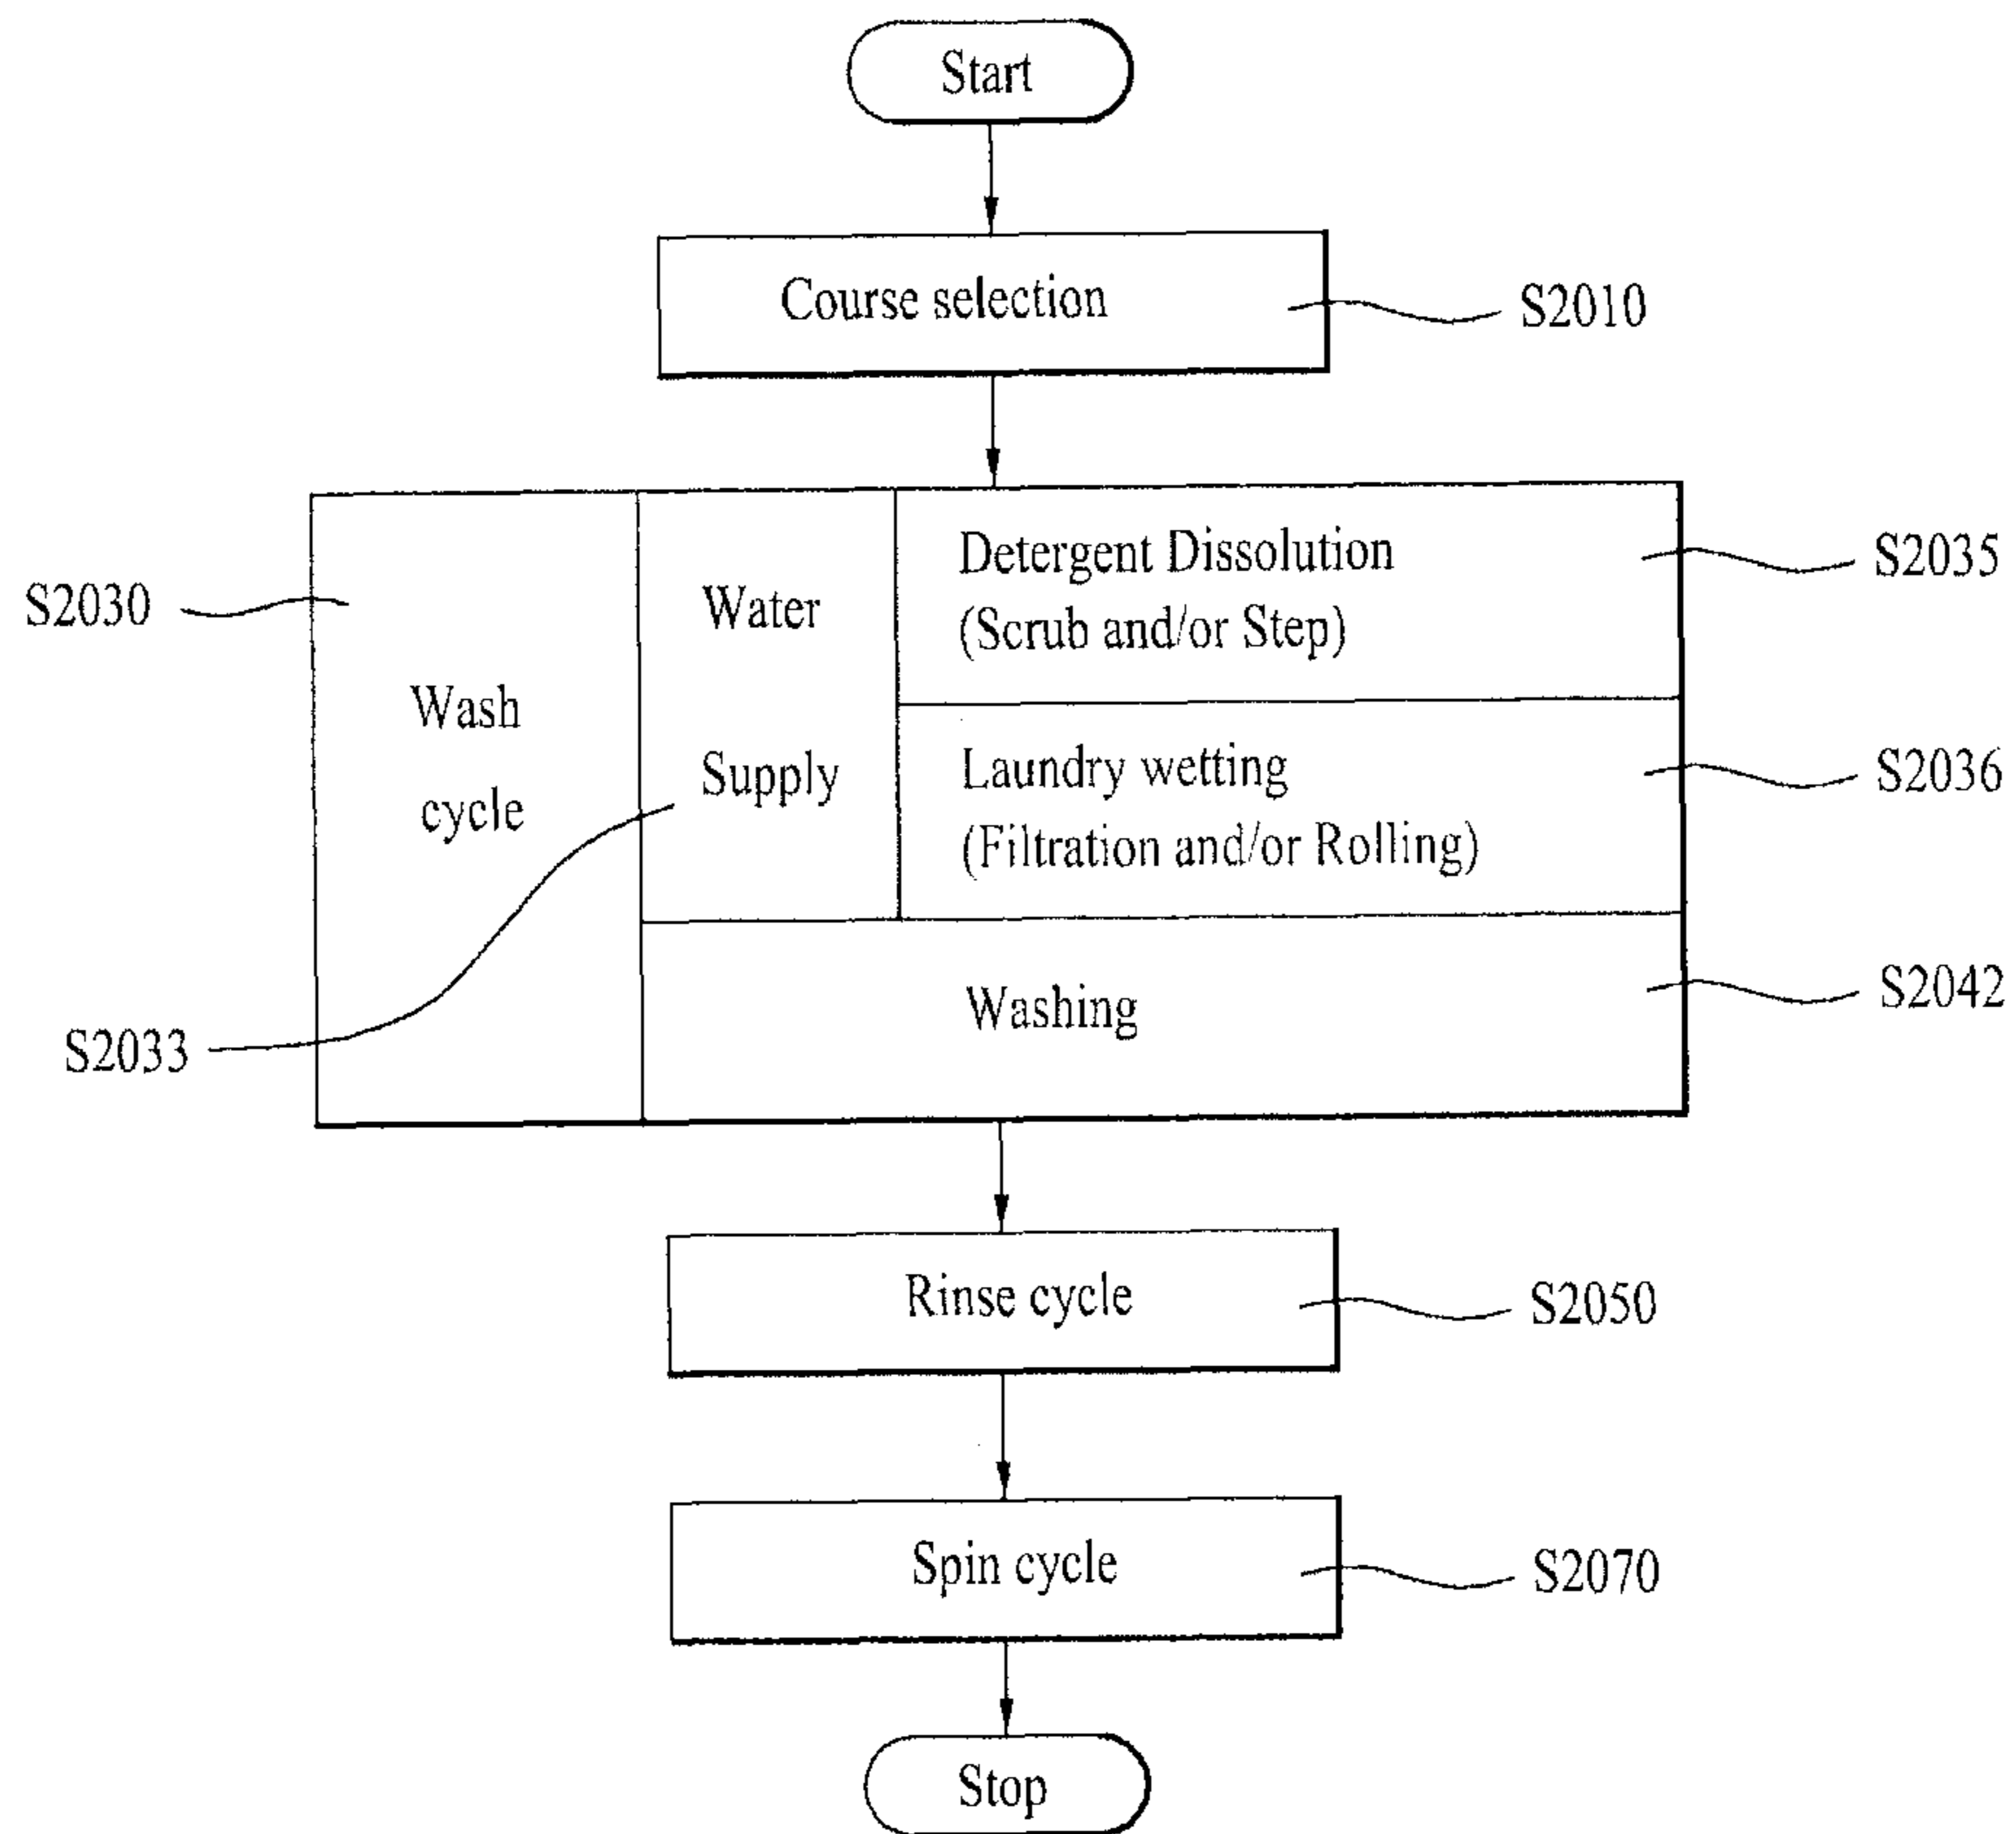 Start
Course selection
S2010
Detergent Dissolution
(Scrub and/or Step)
S2035
S2030
Water
Supply
Wash
cycle
Laundry wetting
(Filtration and/or Rolling)
S2036
S2033
Washing
S2042
Rinse cycle
S2050
Spin cycle
S2070
Stop